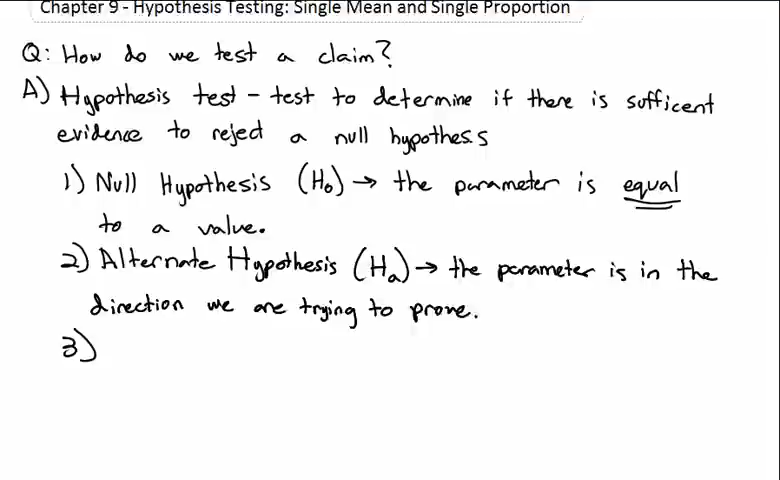 Chapter 9 - Hypothesis Testing: Single Mean and Single Proportion
Q: How do we test a claim?
A) Hypothesis test - test to determine if there is sufficent
evidence to reject a null hypothesis
1) Null Hypothesis (H₀) → the parameter is equal
to a value.
2) Alternate Hypothesis (Hₐ) → the parameter is in the
direction we are trying to prove.
3)